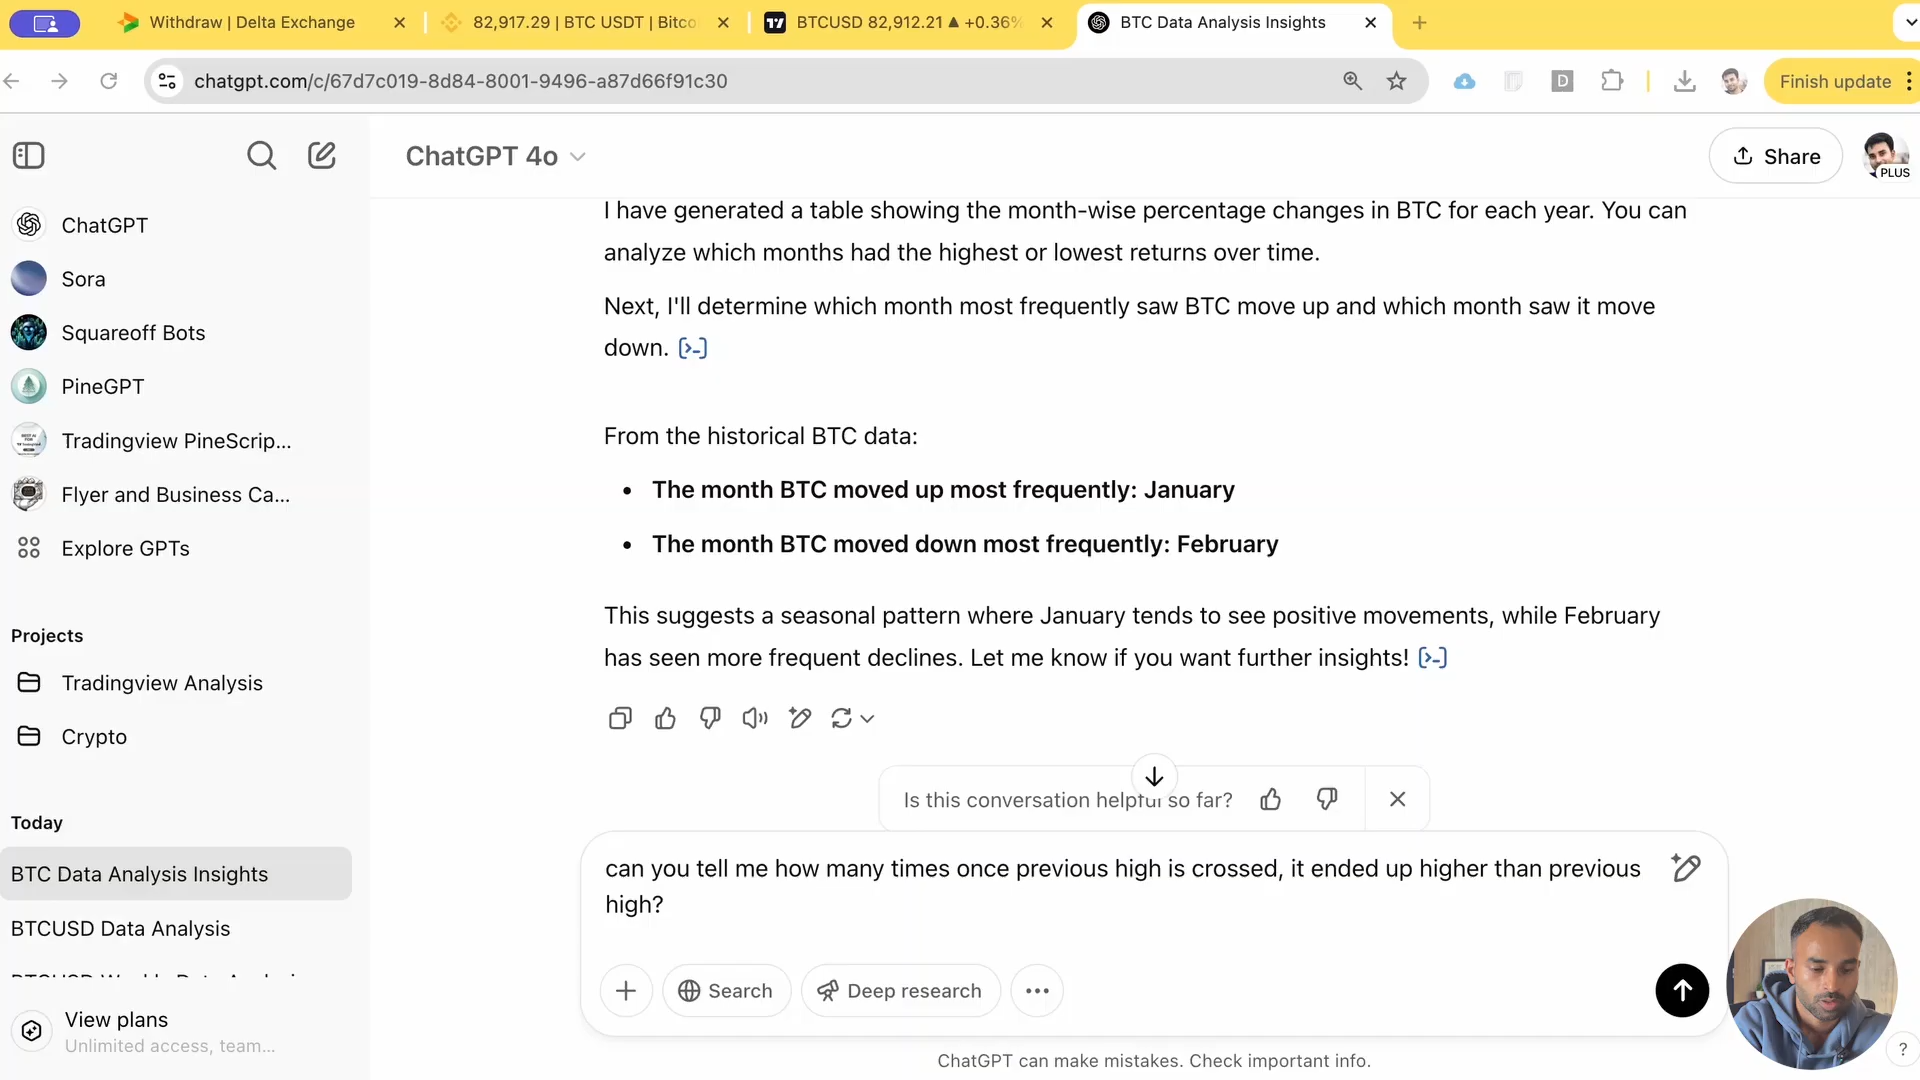 Withdraw | Delta Exchange
82,917.29 | BTC USDT | Bitco
BTCUSD 82,912.21 ▲ +0.36%
BTC Data Analysis Insights
chatgpt.com/c/67d7c019-8d84-8001-9496-a87d66f91c30
D
Finish update
ChatGPT 4o
Share
PLUS
ChatGPT
Sora
Squareoff Bots
PineGPT
Tradingview PineScrip...
Flyer and Business Ca...
Explore GPTs
Projects
Tradingview Analysis
Crypto
Today
BTC Data Analysis Insights
BTCUSD Data Analysis
View plans
Unlimited access, team...
I have generated a table showing the month-wise percentage changes in BTC for each year. You can
analyze which months had the highest or lowest returns over time.
Next, I'll determine which month most frequently saw BTC move up and which month saw it move
down. [>-]
From the historical BTC data:
• The month BTC moved up most frequently: January
• The month BTC moved down most frequently: February
This suggests a seasonal pattern where January tends to see positive movements, while February
has seen more frequent declines. Let me know if you want further insights! [>-]
Is this conversation helpful so far?
can you tell me how many times once previous high is crossed, it ended up higher than previous
high?
Search
Deep research
ChatGPT can make mistakes. Check important info.
?